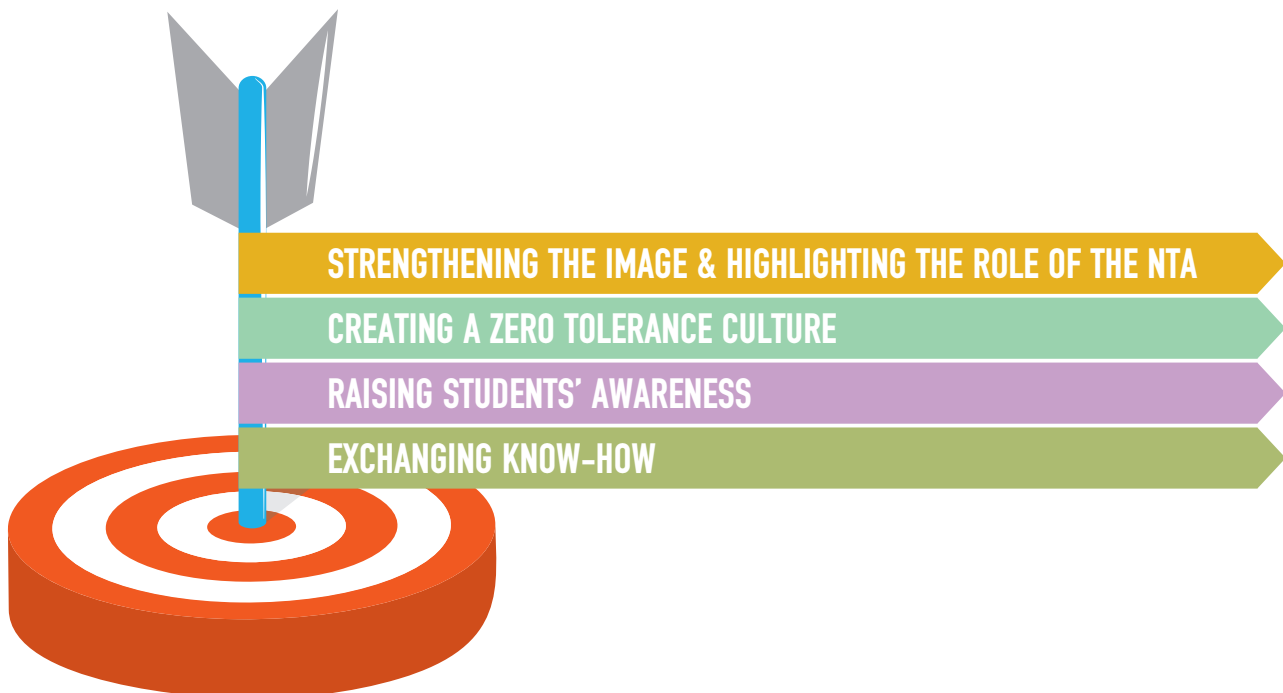 STRENGTHENING THE IMAGE & HIGHLIGHTING THE ROLE OF THE NTA
CREATING A ZERO TOLERANCE CULTURE
RAISING STUDENTS’ AWARENESS
EXCHANGING KNOW-HOW